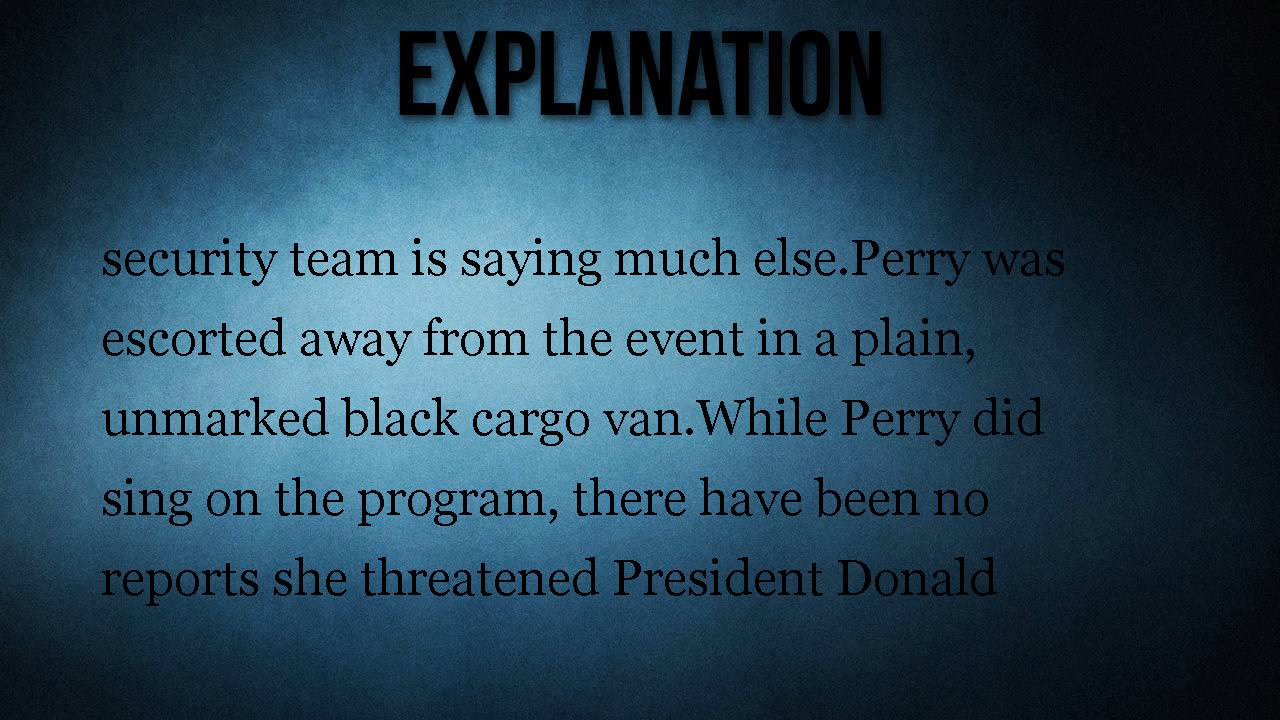 EXPLANATION
security team is saying much else.Perry was
escorted away from the event in a plain,
unmarked black cargo van.While Perry did
sing on the program, there have been no
reports she threatened President Donald